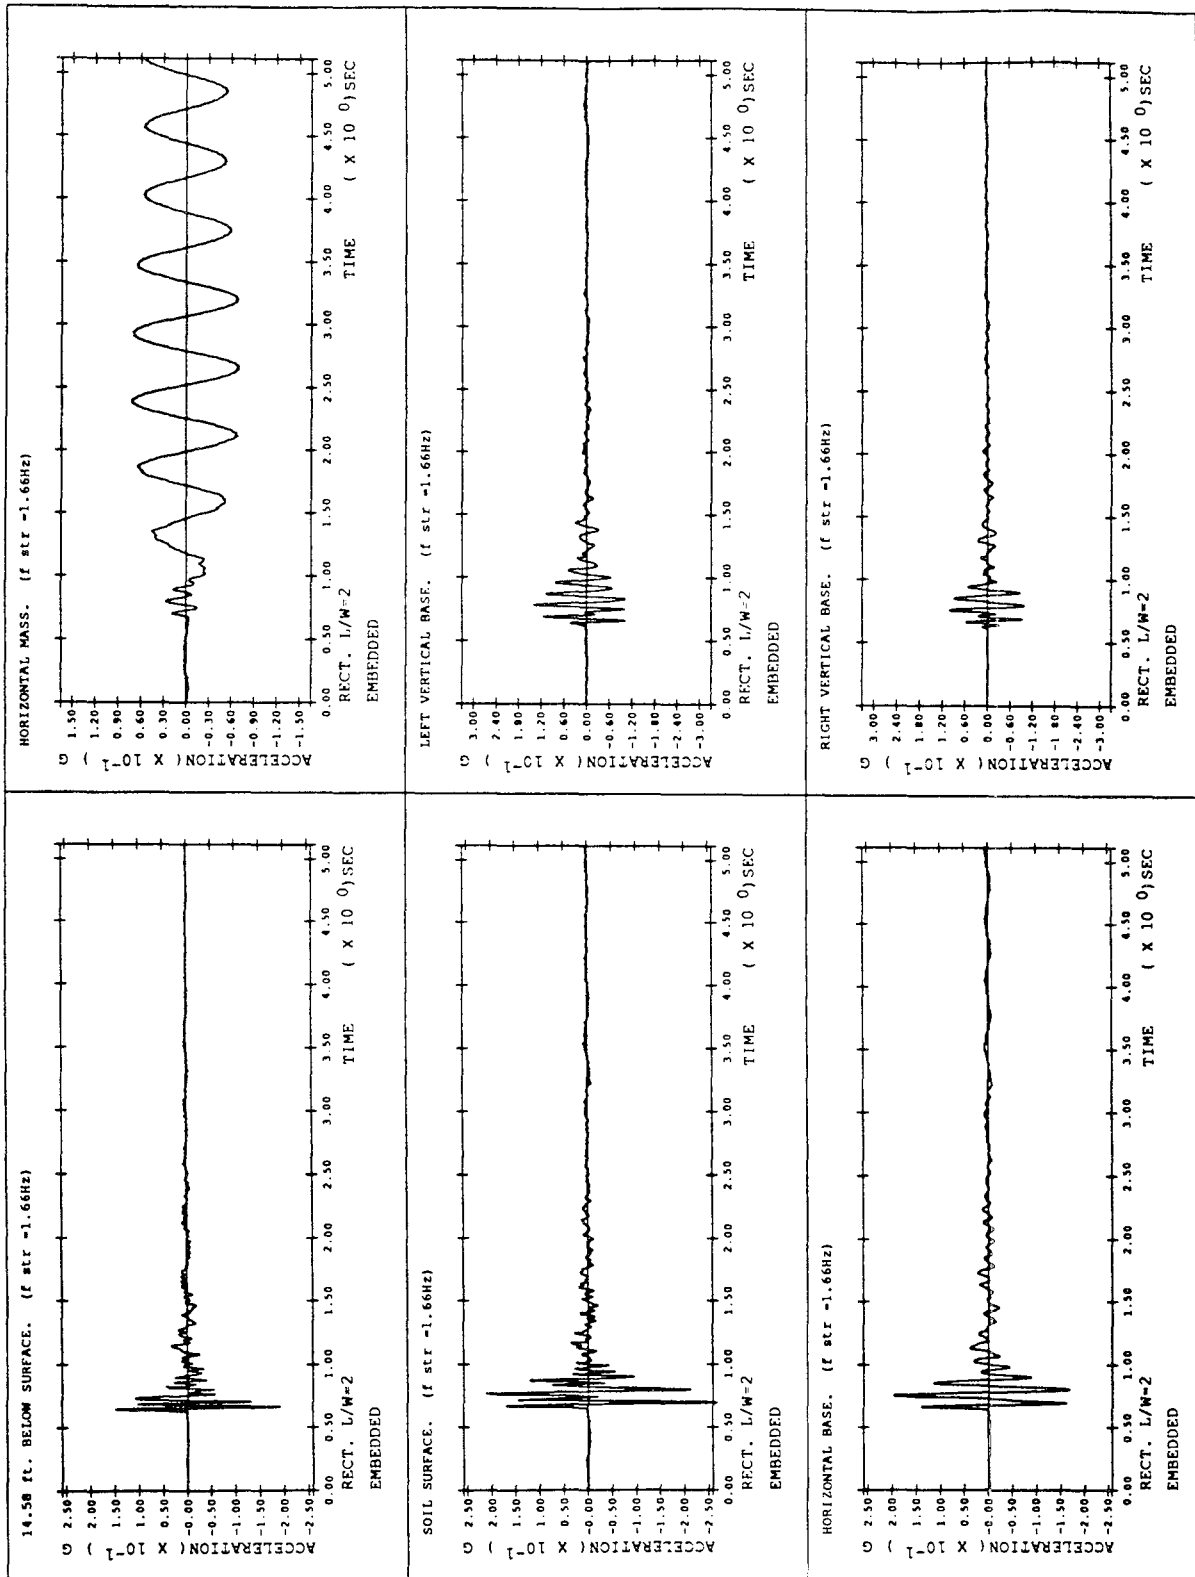 14.58 ft. BELOW SURFACE. (f str =1.66Hz)
ACCELERATION( X 10⁻¹ ) G
2.50
2.00
1.50
1.00
0.50
-0.00
-0.50
-1.00
-1.50
-2.00
-2.50
0.00 0.50 1.00 1.50 2.00 2.50 3.00 3.50 4.00 4.50 5.00
RECT. L/W=2 TIME ( X 10 0)SEC
EMBEDDED
HORIZONTAL MASS. (f str =1.66Hz)
ACCELERATION( X 10⁻¹ ) G
1.50
1.20
0.90
0.60
0.30
0.00
-0.30
-0.60
-0.90
-1.20
-1.50
0.00 0.50 1.00 1.50 2.00 2.50 3.00 3.50 4.00 4.50 5.00
RECT. L/W=2 TIME ( X 10 0)SEC
EMBEDDED
SOIL SURFACE. (f str =1.66Hz)
ACCELERATION( X 10⁻¹ ) G
2.50
2.00
1.50
1.00
0.50
-0.00
-0.50
-1.00
-1.50
-2.00
-2.50
0.00 0.50 1.00 1.50 2.00 2.50 3.00 3.50 4.00 4.50 5.00
RECT. L/W=2 TIME ( X 10 0)SEC
EMBEDDED
LEFT VERTICAL BASE. (f str =1.66Hz)
ACCELERATION( X 10⁻¹ ) G
3.00
2.40
1.80
1.20
0.60
0.00
-0.60
-1.20
-1.80
-2.40
-3.00
0.00 0.50 1.00 1.50 2.00 2.50 3.00 3.50 4.00 4.50 5.00
RECT. L/W=2 TIME ( X 10 0)SEC
EMBEDDED
HORIZONTAL BASE. (f str =1.66Hz)
ACCELERATION( X 10⁻¹ ) G
2.50
2.00
1.50
1.00
0.50
-0.00
-0.50
-1.00
-1.50
-2.00
-2.50
0.00 0.50 1.00 1.50 2.00 2.50 3.00 3.50 4.00 4.50 5.00
RECT. L/W=2 TIME ( X 10 0)SEC
EMBEDDED
RIGHT VERTICAL BASE. (f str =1.66Hz)
ACCELERATION( X 10⁻¹ ) G
3.00
2.40
1.80
1.20
0.60
0.00
-0.60
-1.20
-1.80
-2.40
-3.00
0.00 0.50 1.00 1.50 2.00 2.50 3.00 3.50 4.00 4.50 5.00
RECT. L/W=2 TIME ( X 10 0)SEC
EMBEDDED